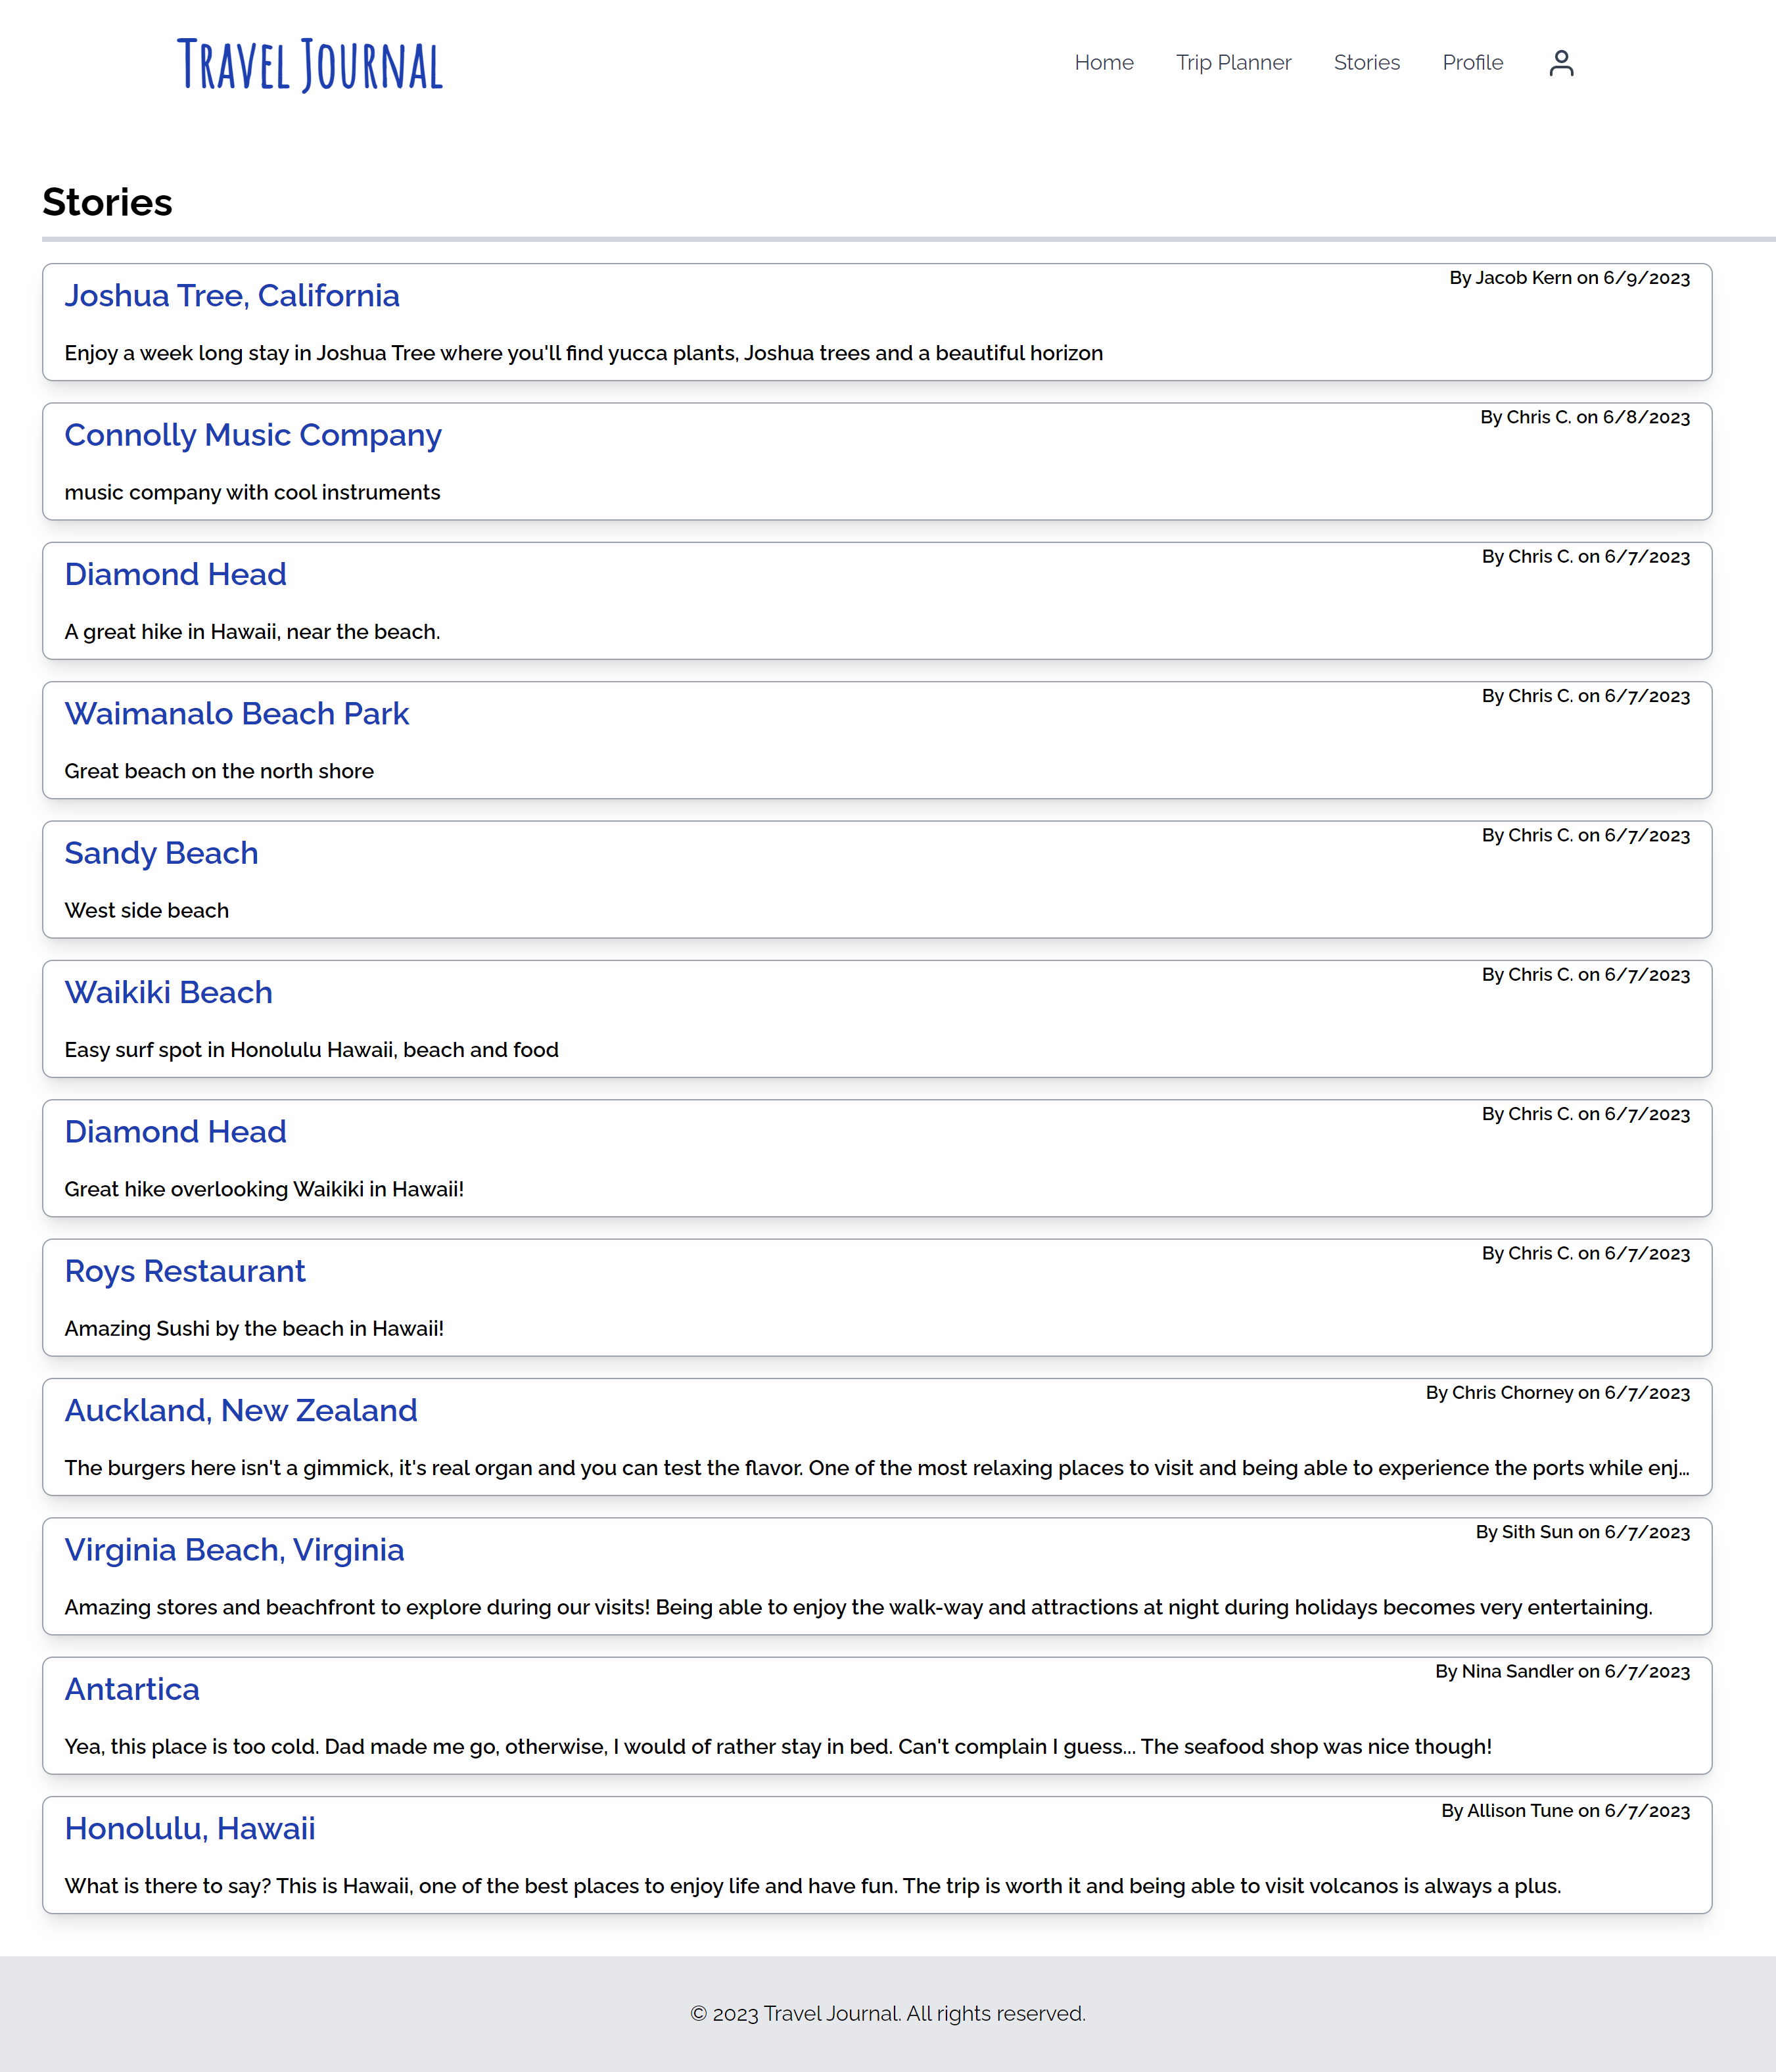 Travel Journal
Home Trip Planner Stories Profile
Stories
By Jacob Kern on 6/9/2023
Joshua Tree, California
Enjoy a week long stay in Joshua Tree where you'll find yucca plants, Joshua trees and a beautiful horizon
By Chris C. on 6/8/2023
Connolly Music Company
music company with cool instruments
By Chris C. on 6/7/2023
Diamond Head
A great hike in Hawaii, near the beach.
By Chris C. on 6/7/2023
Waimanalo Beach Park
Great beach on the north shore
By Chris C. on 6/7/2023
Sandy Beach
West side beach
By Chris C. on 6/7/2023
Waikiki Beach
Easy surf spot in Honolulu Hawaii, beach and food
By Chris C. on 6/7/2023
Diamond Head
Great hike overlooking Waikiki in Hawaii!
By Chris C. on 6/7/2023
Roys Restaurant
Amazing Sushi by the beach in Hawaii!
By Chris Chorney on 6/7/2023
Auckland, New Zealand
The burgers here isn't a gimmick, it's real organ and you can test the flavor. One of the most relaxing places to visit and being able to experience the ports while enj...
By Sith Sun on 6/7/2023
Virginia Beach, Virginia
Amazing stores and beachfront to explore during our visits! Being able to enjoy the walk-way and attractions at night during holidays becomes very entertaining.
By Nina Sandler on 6/7/2023
Antartica
Yea, this place is too cold. Dad made me go, otherwise, I would of rather stay in bed. Can't complain I guess... The seafood shop was nice though!
By Allison Tune on 6/7/2023
Honolulu, Hawaii
What is there to say? This is Hawaii, one of the best places to enjoy life and have fun. The trip is worth it and being able to visit volcanos is always a plus.
© 2023 Travel Journal. All rights reserved.